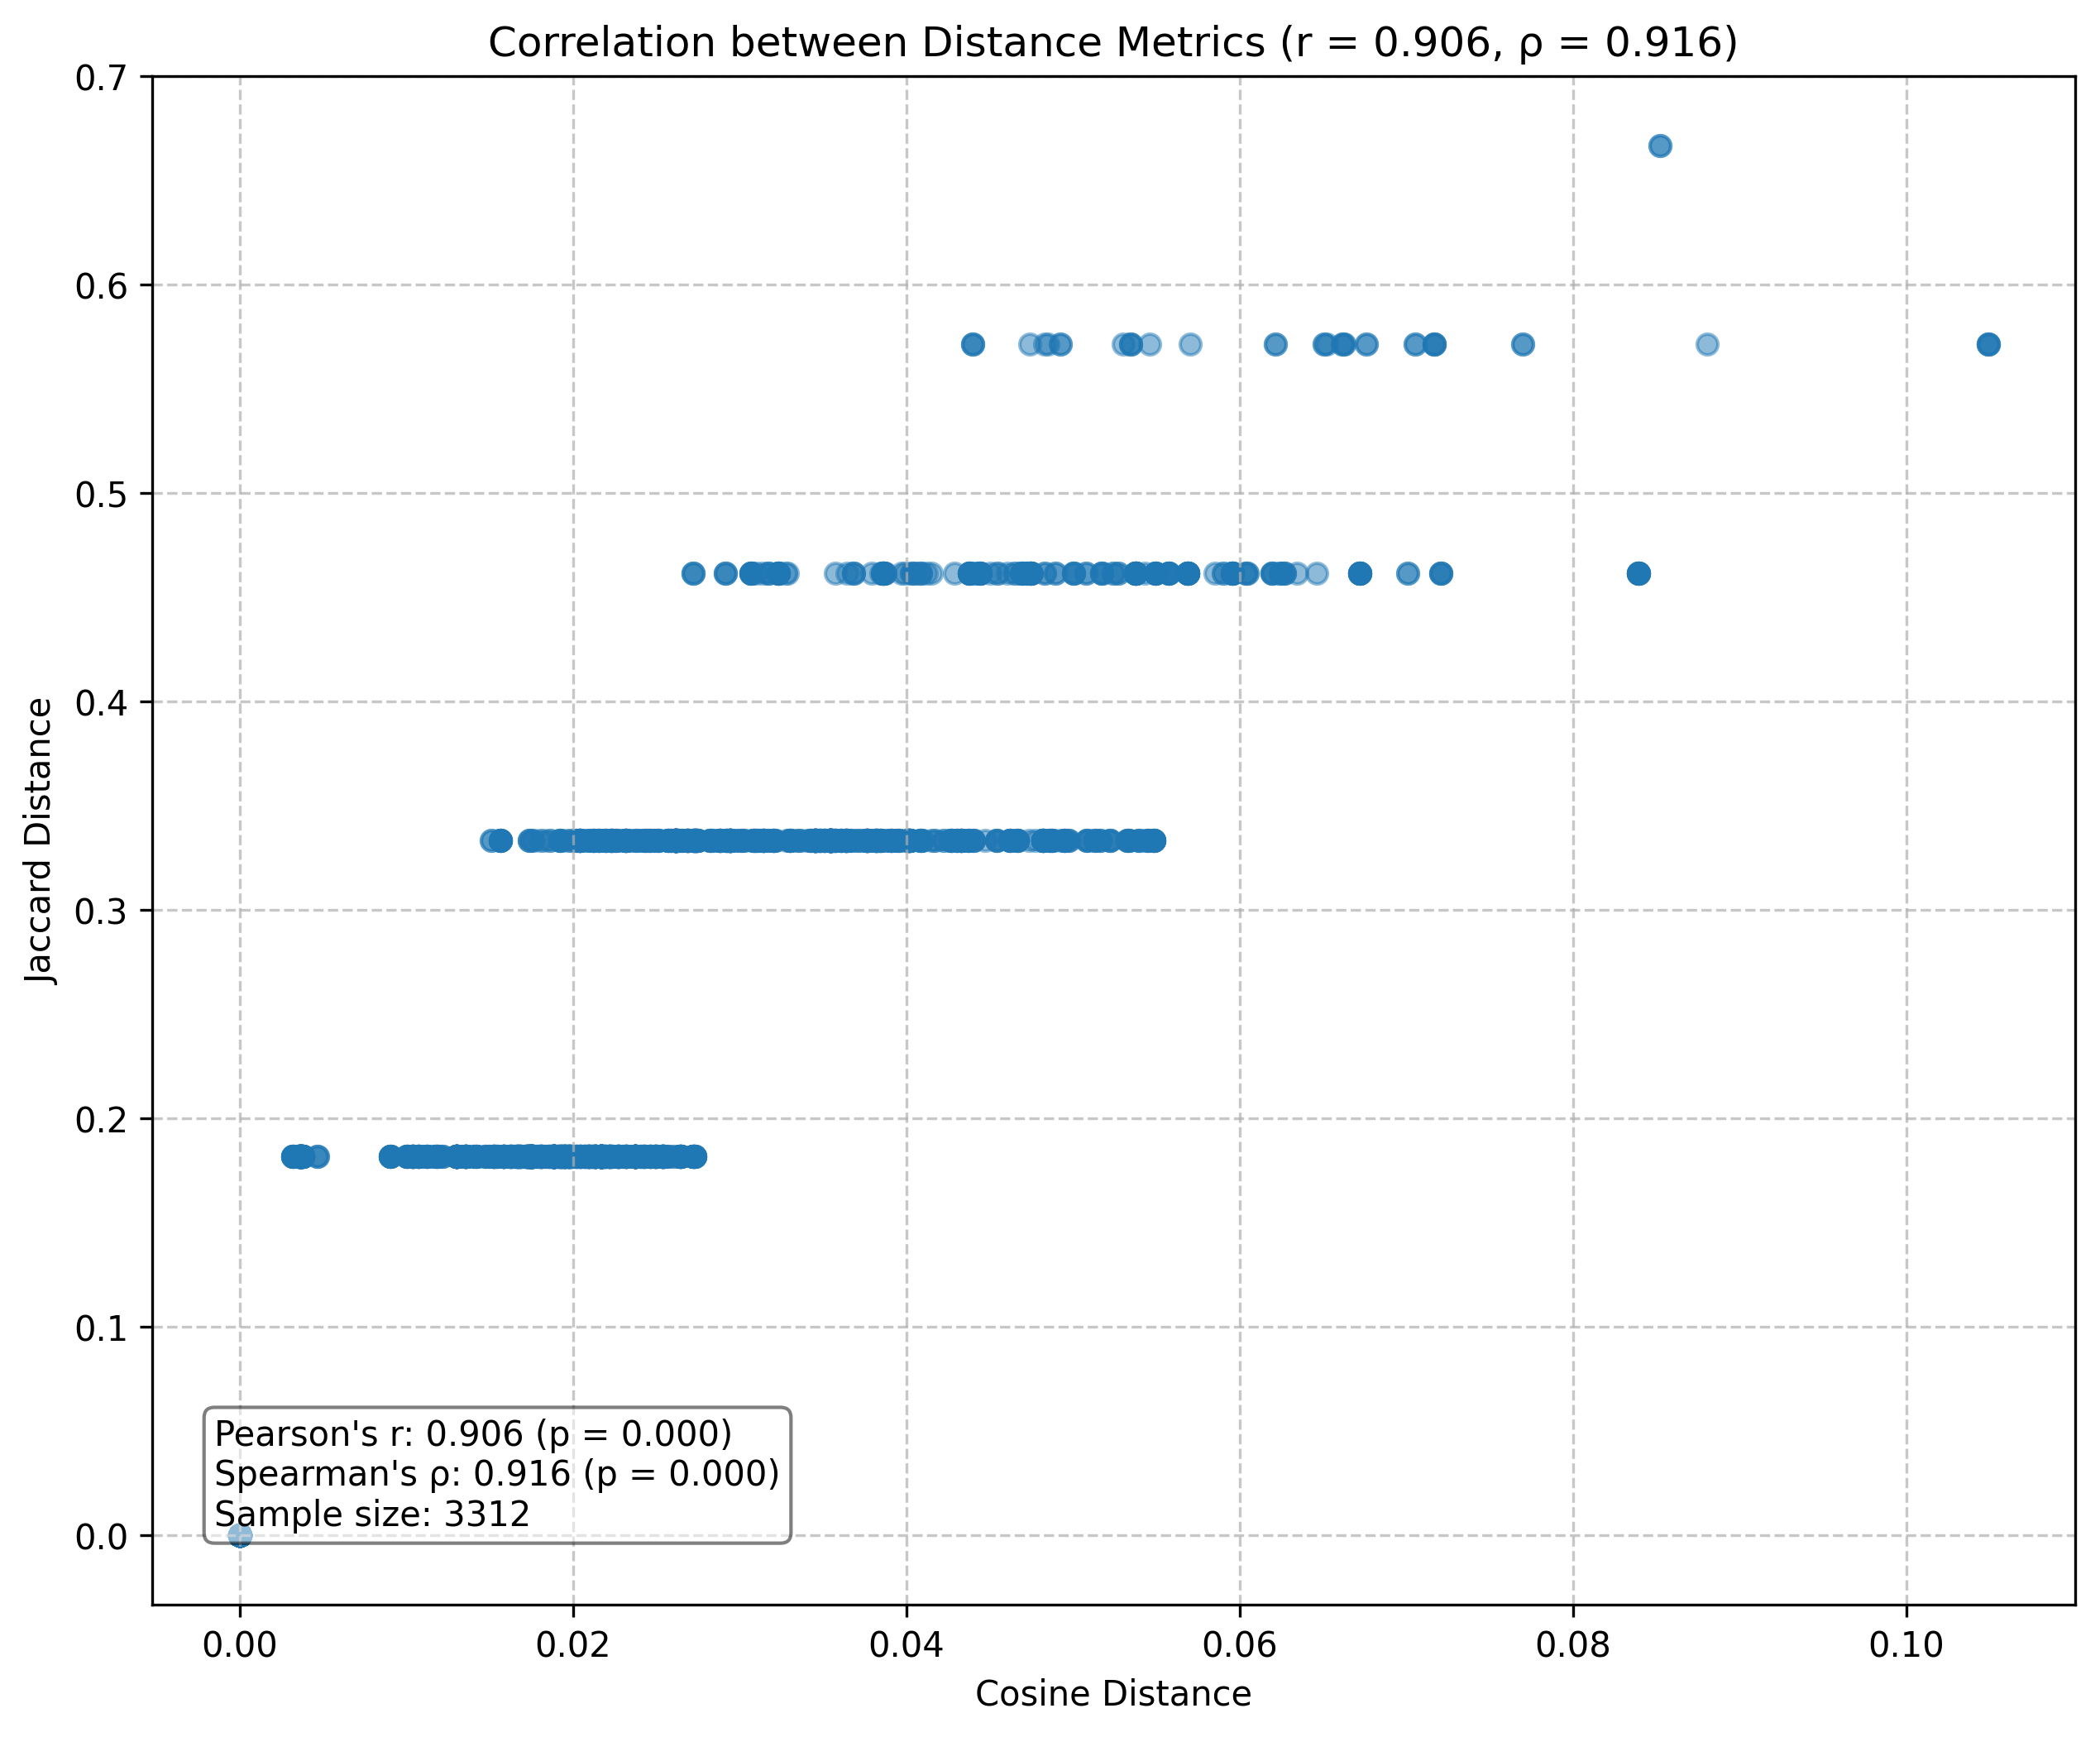 Correlation between Distance Metrics (r = 0.906, ρ = 0.916)
0.7
0.6
0.5
0.4
0.3
0.2
0.1
0.0
Jaccard Distance
Pearson's r: 0.906 (p = 0.000)
Spearman's ρ: 0.916 (p = 0.000)
Sample size: 3312
0.00 0.02 0.04 0.06 0.08 0.10
Cosine Distance